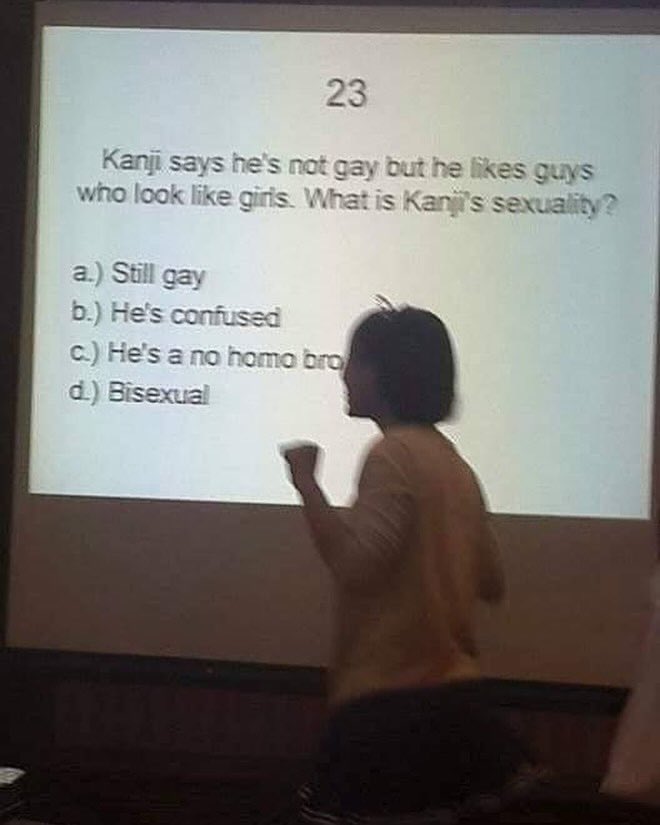 23
Kanji says he's not gay but he likes guys
who look like girls. What is Kanji's sexuality?
a.) Still gay
b.) He's confused
c.) He's a no homo bro
d.) Bisexual